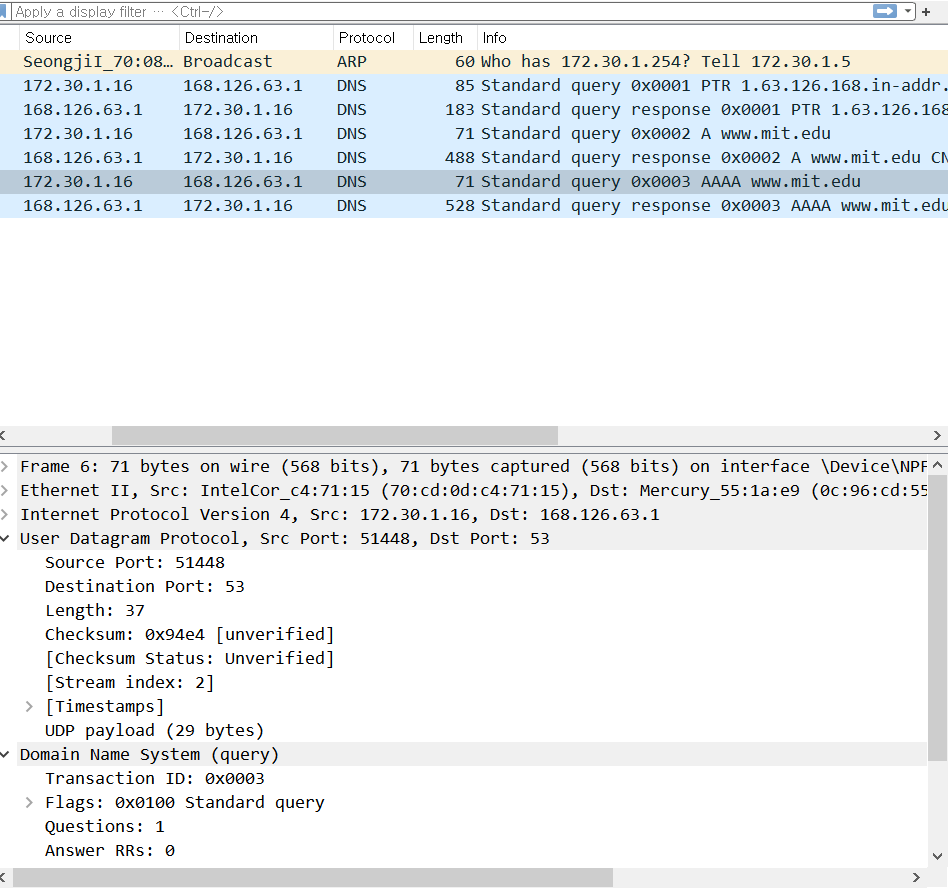 Apply a display filter ··· <Ctrl-/>
+
Source Destination Protocol Length Info
SeongjiI_70:08… Broadcast ARP 60 Who has 172.30.1.254? Tell 172.30.1.5
172.30.1.16 168.126.63.1 DNS 85 Standard query 0x0001 PTR 1.63.126.168.in-addr.
168.126.63.1 172.30.1.16 DNS 183 Standard query response 0x0001 PTR 1.63.126.168
172.30.1.16 168.126.63.1 DNS 71 Standard query 0x0002 A www.mit.edu
168.126.63.1 172.30.1.16 DNS 488 Standard query response 0x0002 A www.mit.edu CN
172.30.1.16 168.126.63.1 DNS 71 Standard query 0x0003 AAAA www.mit.edu
168.126.63.1 172.30.1.16 DNS 528 Standard query response 0x0003 AAAA www.mit.edu
Frame 6: 71 bytes on wire (568 bits), 71 bytes captured (568 bits) on interface \Device\NPF
Ethernet II, Src: IntelCor_c4:71:15 (70:cd:0d:c4:71:15), Dst: Mercury_55:1a:e9 (0c:96:cd:55
Internet Protocol Version 4, Src: 172.30.1.16, Dst: 168.126.63.1
User Datagram Protocol, Src Port: 51448, Dst Port: 53
Source Port: 51448
Destination Port: 53
Length: 37
Checksum: 0x94e4 [unverified]
[Checksum Status: Unverified]
[Stream index: 2]
[Timestamps]
UDP payload (29 bytes)
Domain Name System (query)
Transaction ID: 0x0003
Flags: 0x0100 Standard query
Questions: 1
Answer RRs: 0